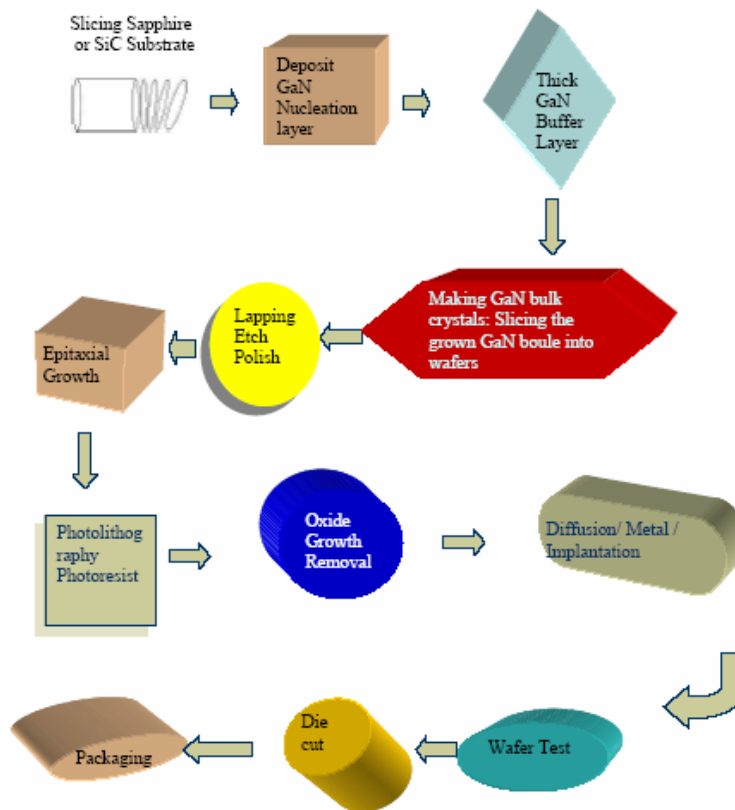 Slicing Sapphire
or SiC Substrate
Deposit
GaN
Nucleation
layer
Thick
GaN
Buffer
Layer
Making GaN bulk
crystals: Slicing the
grown GaN boule into
wafers
Lapping
Etch
Polish
Epitaxial
Growth
Photolithog
raphy
Photoresist
Oxide
Growth
Removal
Diffusion/ Metal /
Implantation
Wafer Test
Die
cut
Packaging